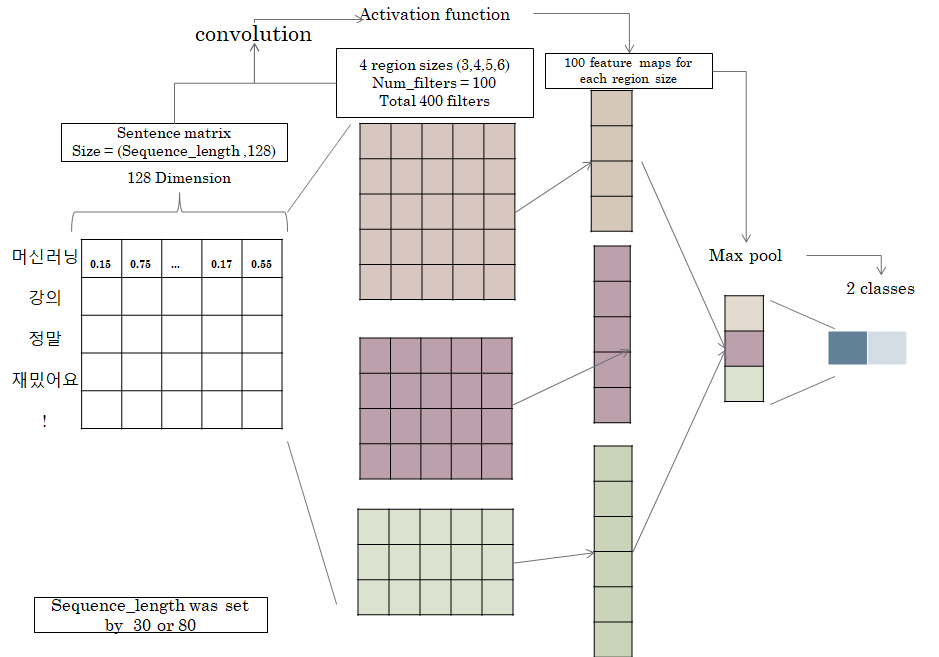 Activation function
convolution
4 region sizes (3,4,5,6)
Num_filters = 100
Total 400 filters
100 feature maps for
each region size
Sentence matrix
Size = (Sequence_length ,128)
128 Dimension
머신러닝 0.15 0.75 ... 0.17 0.55
강의
정말
재밌어요
!
Max pool
2 classes
Sequence_length was set
by 30 or 80